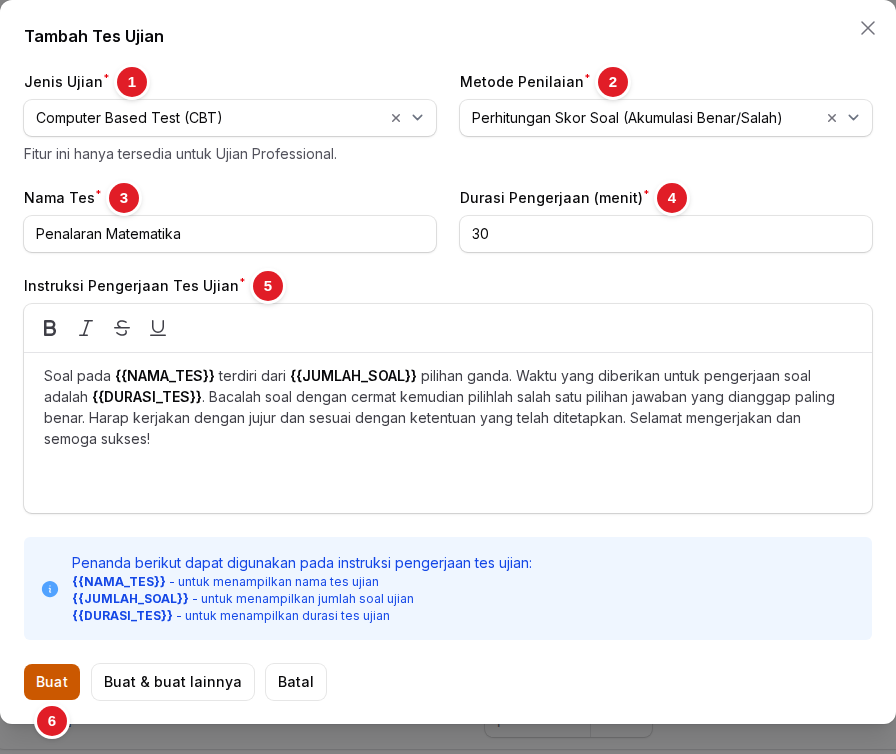 Tambah Tes Ujian
Jenis Ujian* 1
Metode Penilaian* 2
Computer Based Test (CBT)
Perhitungan Skor Soal (Akumulasi Benar/Salah)
Fitur ini hanya tersedia untuk Ujian Professional.
Nama Tes* 3
Durasi Pengerjaan (menit)* 4
Penalaran Matematika
30
Instruksi Pengerjaan Tes Ujian* 5
B I S U
Soal pada {{NAMA_TES}} terdiri dari {{JUMLAH_SOAL}} pilihan ganda. Waktu yang diberikan untuk pengerjaan soal
adalah {{DURASI_TES}}. Bacalah soal dengan cermat kemudian pilihlah salah satu pilihan jawaban yang dianggap paling
benar. Harap kerjakan dengan jujur dan sesuai dengan ketentuan yang telah ditetapkan. Selamat mengerjakan dan
semoga sukses!
Penanda berikut dapat digunakan pada instruksi pengerjaan tes ujian:
{{NAMA_TES}} - untuk menampilkan nama tes ujian
{{JUMLAH_SOAL}} - untuk menampilkan jumlah soal ujian
{{DURASI_TES}} - untuk menampilkan durasi tes ujian
Buat
Buat & buat lainnya
Batal
6